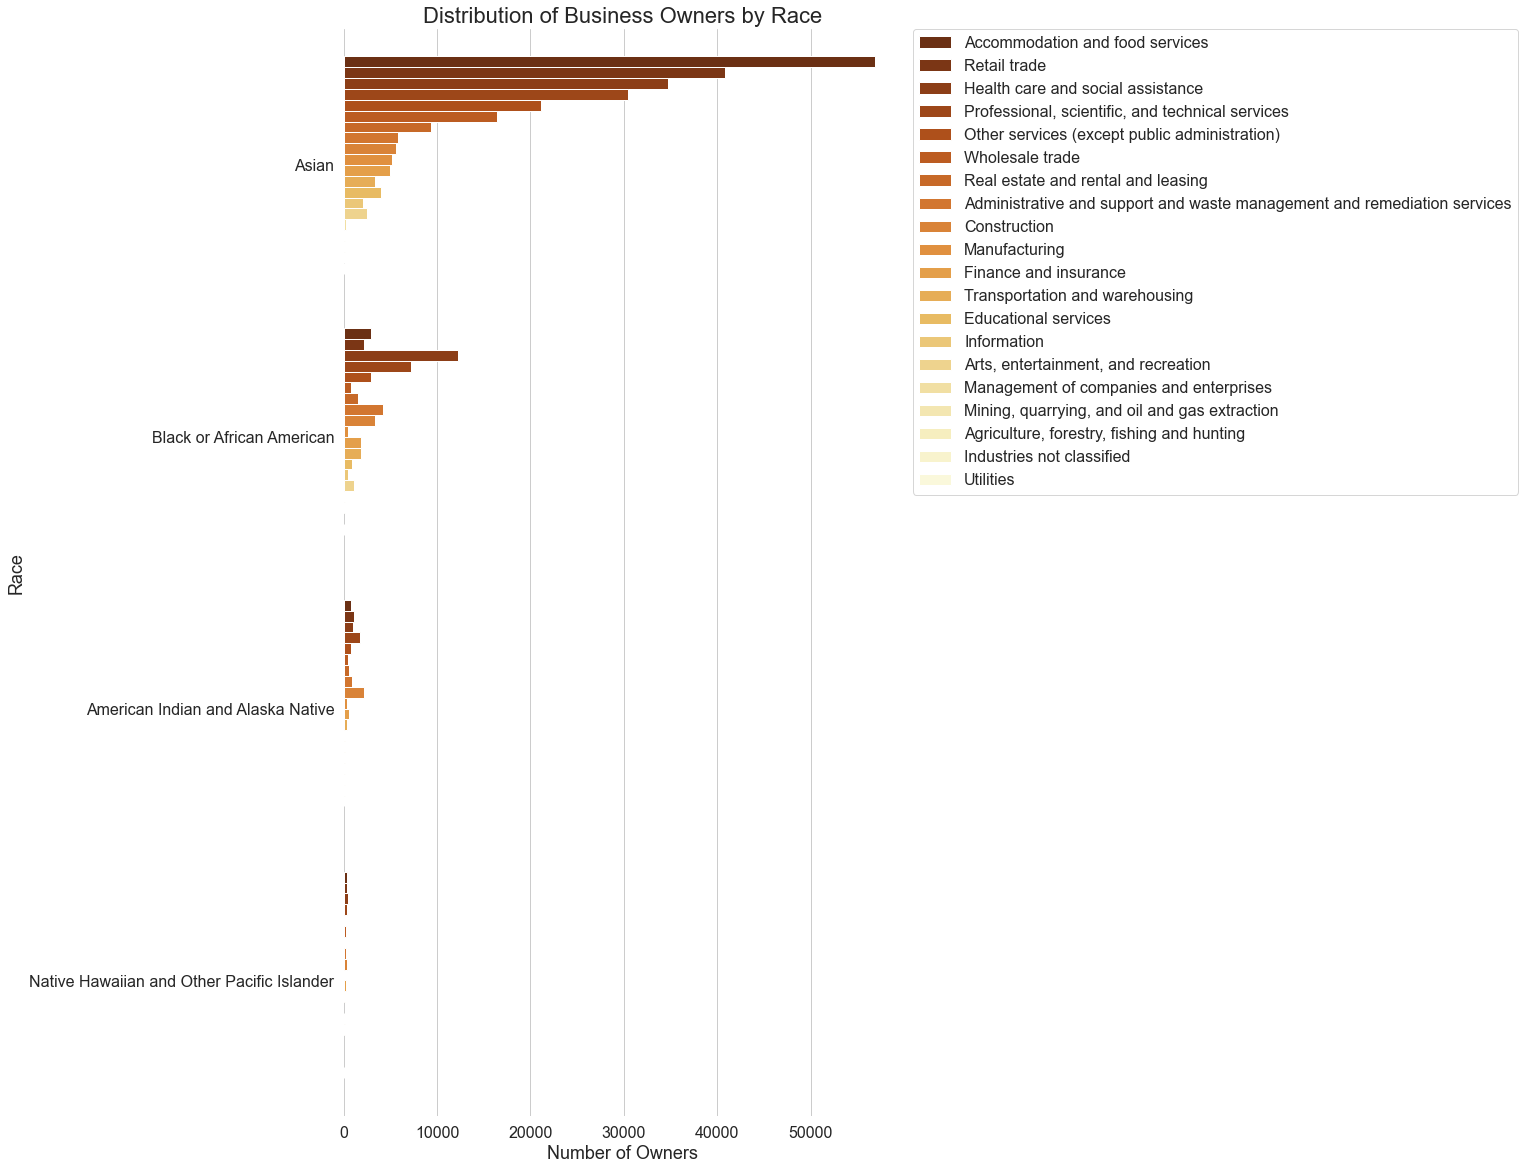 Distribution of Business Owners by Race
Accommodation and food services
Retail trade
Health care and social assistance
Professional, scientific, and technical services
Other services (except public administration)
Wholesale trade
Real estate and rental and leasing
Administrative and support and waste management and remediation services
Construction
Manufacturing
Finance and insurance
Transportation and warehousing
Educational services
Information
Arts, entertainment, and recreation
Management of companies and enterprises
Mining, quarrying, and oil and gas extraction
Agriculture, forestry, fishing and hunting
Industries not classified
Utilities
Race
Asian
Black or African American
American Indian and Alaska Native
Native Hawaiian and Other Pacific Islander
0 10000 20000 30000 40000 50000
Number of Owners